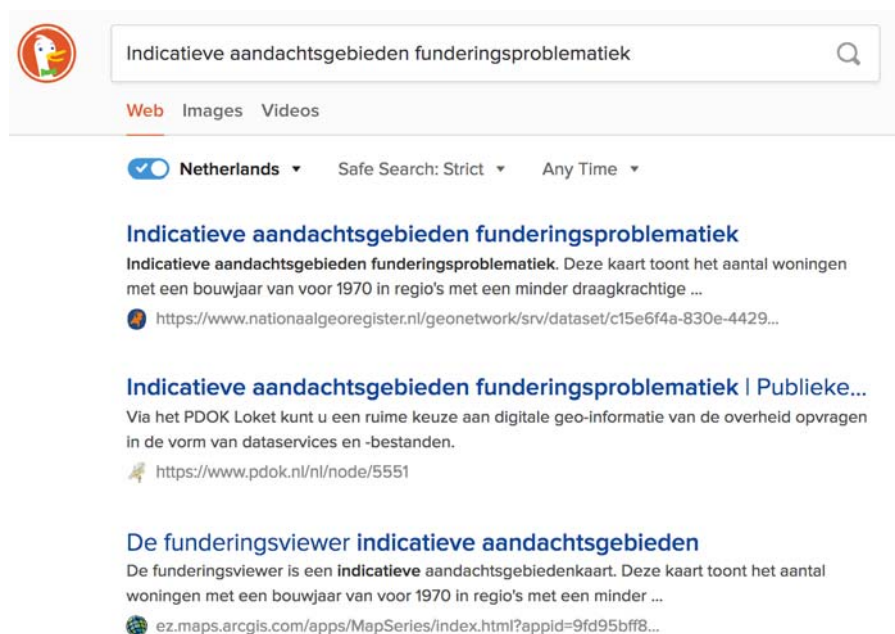 Indicatieve aandachtsgebieden funderingsproblematiek
Web Images Videos
Netherlands Safe Search: Strict Any Time
Indicatieve aandachtsgebieden funderingsproblematiek
Indicatieve aandachtsgebieden funderingsproblematiek. Deze kaart toont het aantal woningen
met een bouwjaar van voor 1970 in regio's met een minder draagkrachtige ...
https://www.nationaalgeoregister.nl/geonetwork/srv/dataset/c15e6f4a-830e-4429...
Indicatieve aandachtsgebieden funderingsproblematiek | Publieke...
Via het PDOK Loket kunt u een ruime keuze aan digitale geo-informatie van de overheid opvragen
in de vorm van dataservices en -bestanden.
https://www.pdok.nl/nl/node/5551
De funderingsviewer indicatieve aandachtsgebieden
De funderingsviewer is een indicatieve aandachtsgebiedenkaart. Deze kaart toont het aantal
woningen met een bouwjaar van voor 1970 in regio's met een minder ...
ez.maps.arcgis.com/apps/MapSeries/index.html?appid=9fd95bff8...